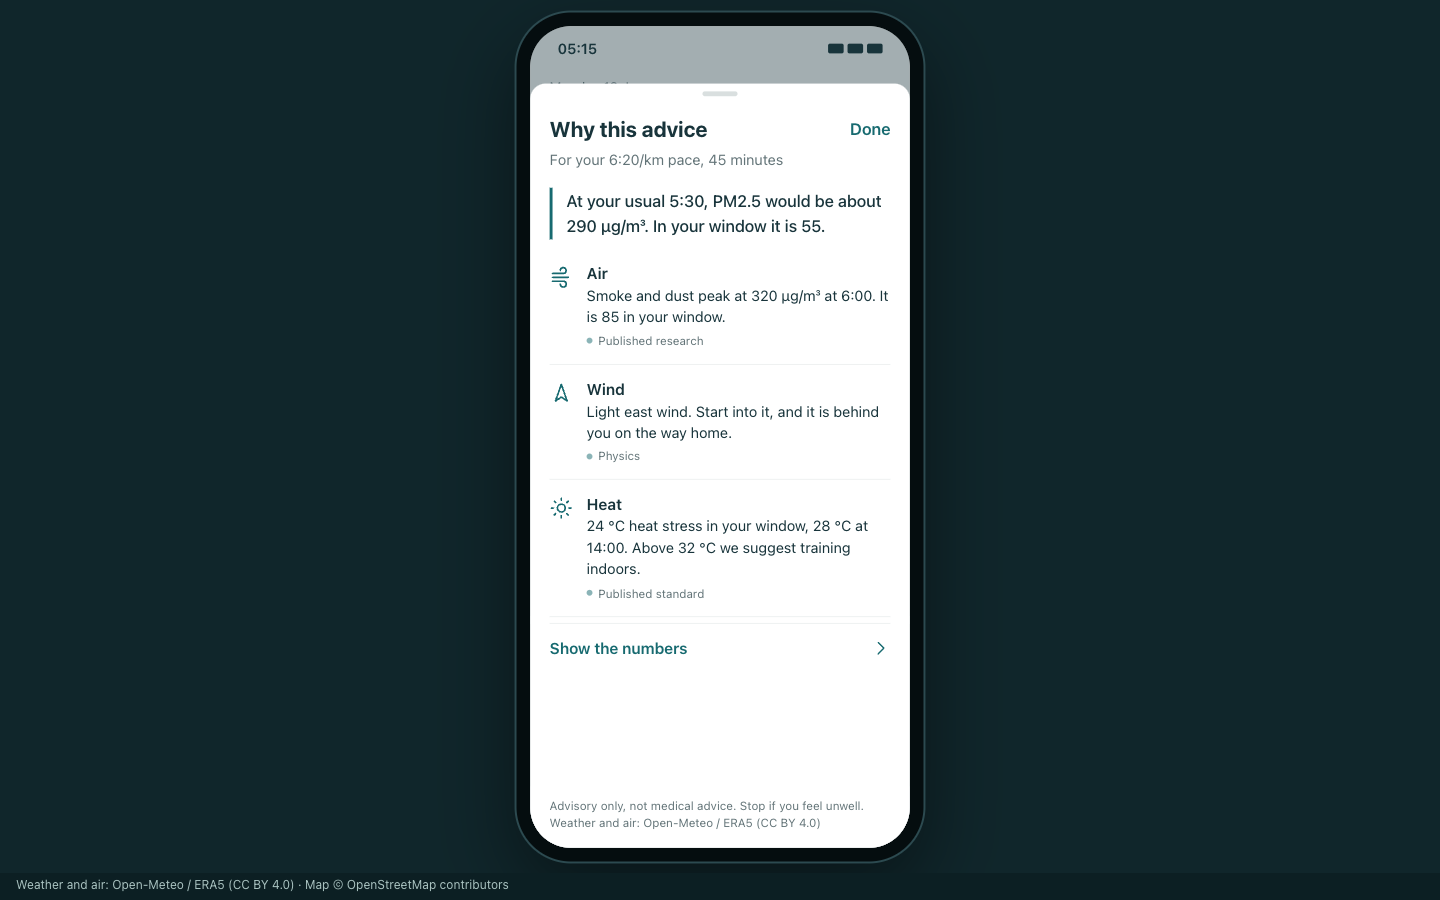 05:15
Why this advice
Done
For your 6:20/km pace, 45 minutes
At your usual 5:30, PM2.5 would be about
290 µg/m³. In your window it is 55.
Air
Smoke and dust peak at 320 µg/m³ at 6:00. It
is 85 in your window.
Published research
Wind
Light east wind. Start into it, and it is behind
you on the way home.
Physics
Heat
24 °C heat stress in your window, 28 °C at
14:00. Above 32 °C we suggest training
indoors.
Published standard
Show the numbers
Advisory only, not medical advice. Stop if you feel unwell.
Weather and air: Open-Meteo / ERA5 (CC BY 4.0)
Weather and air: Open-Meteo / ERA5 (CC BY 4.0) · Map © OpenStreetMap contributors